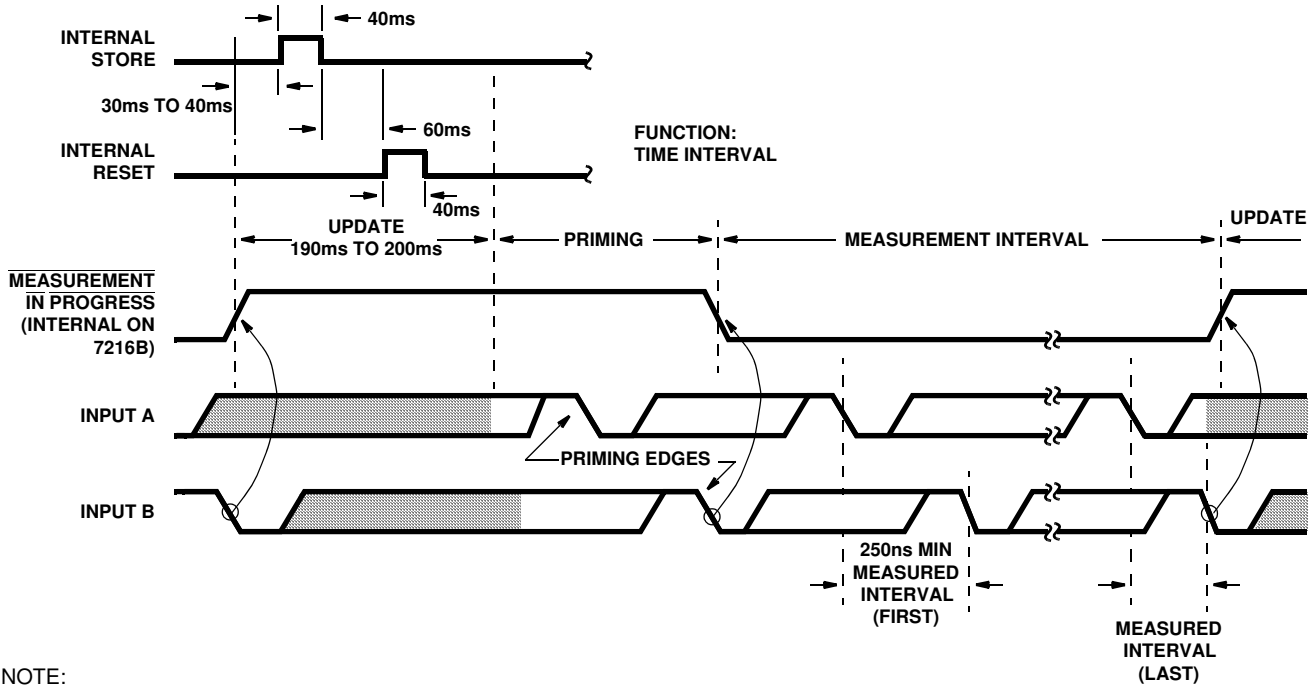 40ms
INTERNAL
STORE
30ms TO 40ms
60ms
FUNCTION:
TIME INTERVAL
INTERNAL
RESET
40ms
UPDATE
190ms TO 200ms
PRIMING
MEASUREMENT INTERVAL
UPDATE
MEASUREMENT
IN PROGRESS
(INTERNAL ON
7216B)
INPUT A
PRIMING EDGES
INPUT B
250ns MIN
MEASURED
INTERVAL
(FIRST)
MEASURED
INTERVAL
(LAST)
NOTE: